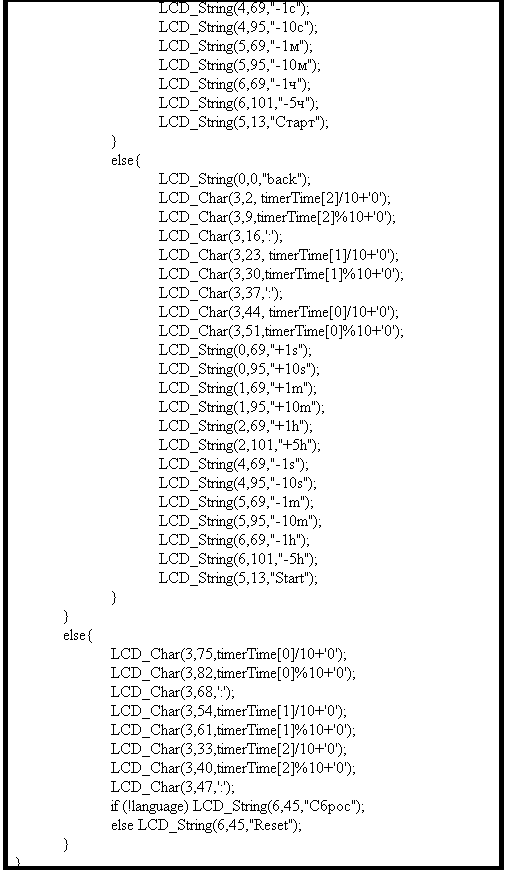 LCD_String(4,69,"-1с");
LCD_String(4,95,"-10с");
LCD_String(5,69,"-1м");
LCD_String(5,95,"-10м");
LCD_String(6,69,"-1ч");
LCD_String(6,101,"-5ч");
LCD_String(5,13,"Старт");
}
else{
LCD_String(0,0,"back");
LCD_Char(3,2, timerTime[2]/10+'0');
LCD_Char(3,9,timerTime[2]%10+'0');
LCD_Char(3,16,':');
LCD_Char(3,23, timerTime[1]/10+'0');
LCD_Char(3,30,timerTime[1]%10+'0');
LCD_Char(3,37,':');
LCD_Char(3,44, timerTime[0]/10+'0');
LCD_Char(3,51,timerTime[0]%10+'0');
LCD_String(0,69,"+1s");
LCD_String(0,95,"+10s");
LCD_String(1,69,"+1m");
LCD_String(1,95,"+10m");
LCD_String(2,69,"+1h");
LCD_String(2,101,"+5h");
LCD_String(4,69,"-1s");
LCD_String(4,95,"-10s");
LCD_String(5,69,"-1m");
LCD_String(5,95,"-10m");
LCD_String(6,69,"-1h");
LCD_String(6,101,"-5h");
LCD_String(5,13,"Start");
}
}
else{
LCD_Char(3,75,timerTime[0]/10+'0');
LCD_Char(3,82,timerTime[0]%10+'0');
LCD_Char(3,68,':');
LCD_Char(3,54,timerTime[1]/10+'0');
LCD_Char(3,61,timerTime[1]%10+'0');
LCD_Char(3,33,timerTime[2]/10+'0');
LCD_Char(3,40,timerTime[2]%10+'0');
LCD_Char(3,47,':');
if (!language) LCD_String(6,45,"Сброс");
else LCD_String(6,45,"Reset");
}
}